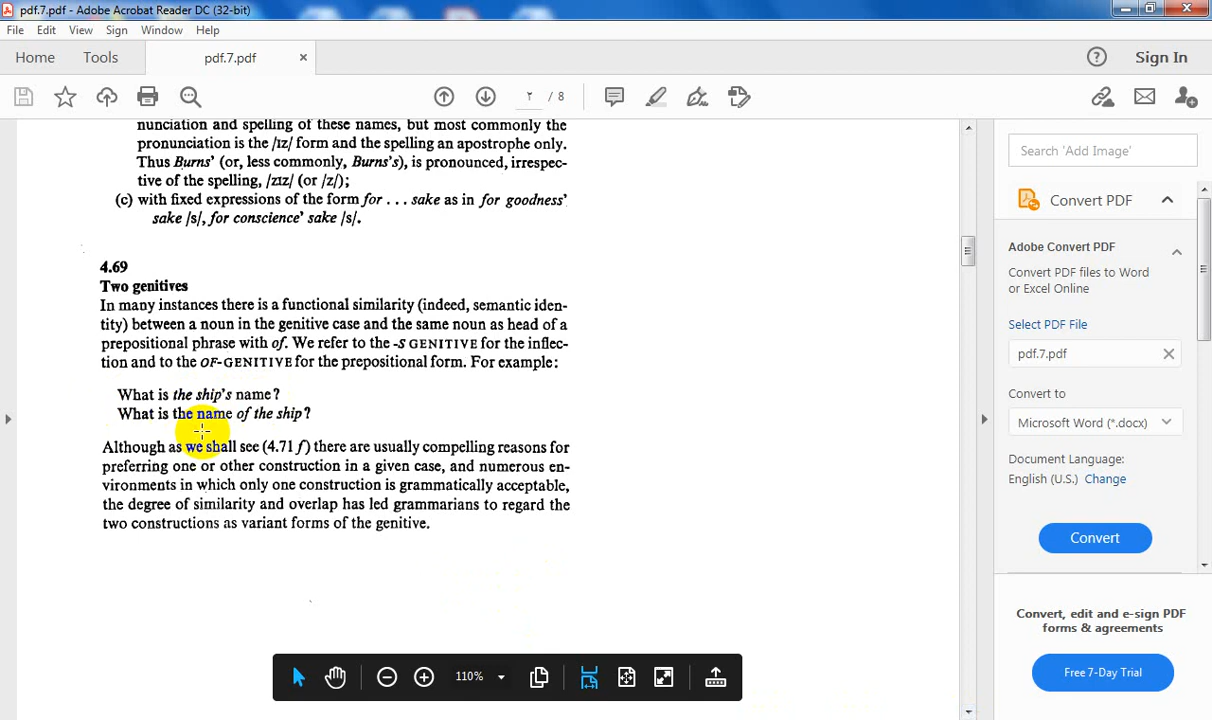 pdf.7.pdf - Adobe Acrobat Reader DC (32-bit)
File Edit View Sign Window Help
Home Tools pdf.7.pdf × Sign In
٢ / 8
nunciation and spelling of these names, but most commonly the
pronunciation is the /ɪz/ form and the spelling an apostrophe only.
Thus Burns' (or, less commonly, Burns's), is pronounced, irrespec-
tive of the spelling, /zɪz/ (or /z/);
(c) with fixed expressions of the form for . . . sake as in for goodness'
sake /s/, for conscience' sake /s/.
4.69
Two genitives
In many instances there is a functional similarity (indeed, semantic iden-
tity) between a noun in the genitive case and the same noun as head of a
prepositional phrase with of. We refer to the -S GENITIVE for the inflec-
tion and to the OF-GENITIVE for the prepositional form. For example:
What is the ship's name?
What is the name of the ship?
Although as we shall see (4.71 f) there are usually compelling reasons for
preferring one or other construction in a given case, and numerous en-
vironments in which only one construction is grammatically acceptable,
the degree of similarity and overlap has led grammarians to regard the
two constructions as variant forms of the genitive.
110%
Search 'Add Image'
Convert PDF
Adobe Convert PDF
Convert PDF files to Word
or Excel Online
Select PDF File
pdf.7.pdf
Convert to
Microsoft Word (*.docx)
Document Language:
English (U.S.) Change
Convert
Convert, edit and e-sign PDF
forms & agreements
Free 7-Day Trial